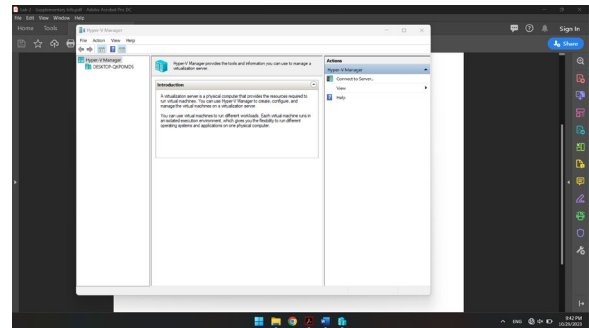 Lab 2 - Supplementary Setup.pdf - Adobe Acrobat Pro DC
File Edit View Window Help
Home Tools
Sign In
Share
Hyper-V Manager
File Action View Help
Hyper-V Manager
DESKTOP-QKPOMDS
Hyper-V Manager provides the tools and information you can use to manage a
virtualization server.
Introduction
A virtualization server is a physical computer that provides the resources required to
run virtual machines. You can use Hyper-V Manager to create, configure, and
manage the virtual machines on a virtualization server.
You can use virtual machines to run different workloads. Each virtual machine runs in
an isolated execution environment, which gives you the flexibility to run different
operating systems and applications on one physical computer.
Actions
Hyper-V Manager
Connect to Server...
View
Help
ENG
9:42 PM
10/26/2023